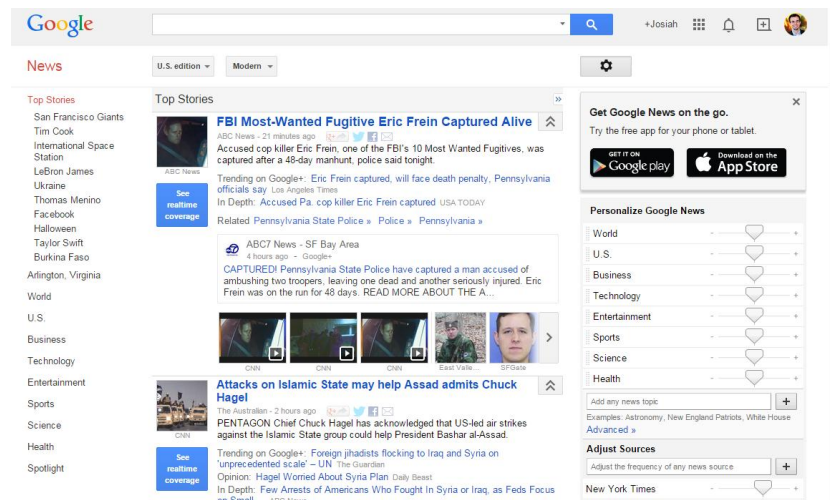 Google
+Josiah
News
U.S. edition
Modern
Top Stories
San Francisco Giants
Tim Cook
International Space
Station
LeBron James
Ukraine
Thomas Menino
Facebook
Halloween
Taylor Swift
Burkina Faso
Arlington, Virginia
World
U.S.
Business
Technology
Entertainment
Sports
Science
Health
Spotlight
Top Stories
»
FBI Most-Wanted Fugitive Eric Frein Captured Alive
ABC News - 21 minutes ago
Accused cop killer Eric Frein, one of the FBI's 10 Most Wanted Fugitives, was
captured after a 48-day manhunt, police said tonight.
ABC News
See
realtime
coverage
Trending on Google+: Eric Frein captured, will face death penalty, Pennsylvania
officials say Los Angeles Times
In Depth: Accused Pa. cop killer Eric Frein captured USA TODAY
Related Pennsylvania State Police » Police » Pennsylvania »
ABC7 News - SF Bay Area
4 hours ago - Google+
CAPTURED! Pennsylvania State Police have captured a man accused of
ambushing two troopers, leaving one dead and another seriously injured. Eric
Frein was on the run for 48 days. READ MORE ABOUT THE A...
CNN
CNN
CNN
East Valle...
SFGate
Attacks on Islamic State may help Assad admits Chuck
Hagel
The Australian - 2 hours ago
PENTAGON Chief Chuck Hagel has acknowledged that US-led air strikes
against the Islamic State group could help President Bashar al-Assad.
CNN
See
realtime
coverage
Trending on Google+: Foreign jihadists flocking to Iraq and Syria on
'unprecedented scale' – UN The Guardian
Opinion: Hagel Worried About Syria Plan Daily Beast
In Depth: Few Arrests of Americans Who Fought In Syria or Iraq, as Feds Focus
Get Google News on the go.
Try the free app for your phone or tablet.
GET IT ON
Google play
Download on the
App Store
Personalize Google News
World - +
U.S. - +
Business - +
Technology - +
Entertainment - +
Sports - +
Science - +
Health - +
Add any news topic +
Examples: Astronomy, New England Patriots, White House
Advanced »
Adjust Sources
Adjust the frequency of any news source +
New York Times - +